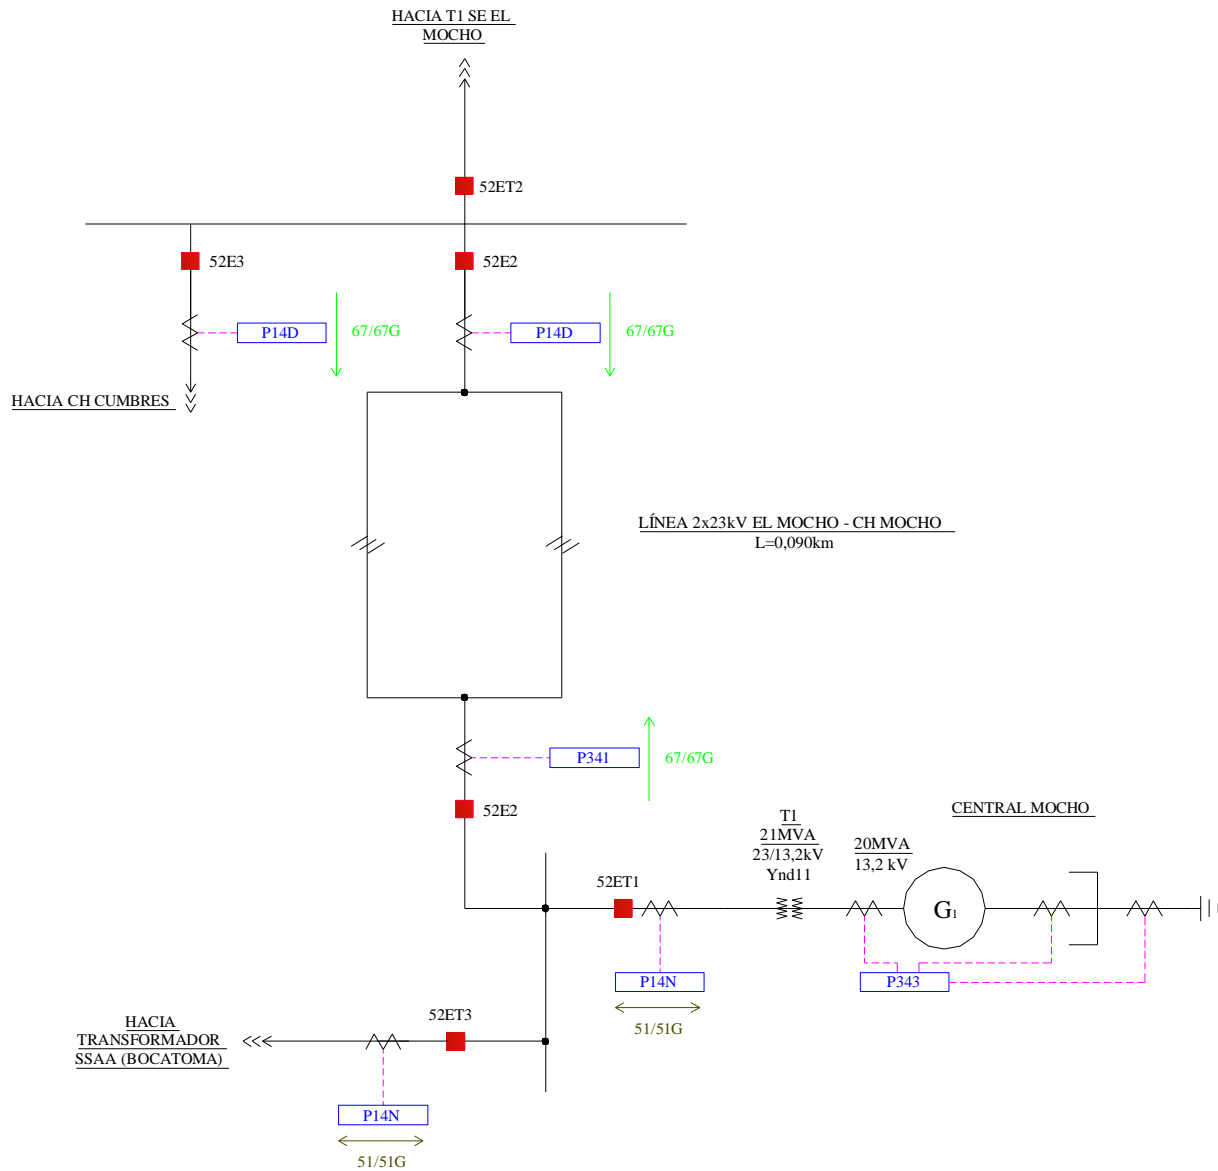 HACIA T1 SE EL
MOCHO
52ET2
52E3
52E2
P14D
67/67G
P14D
67/67G
HACIA CH CUMBRES
LÍNEA 2x23kV EL MOCHO - CH MOCHO
L=0,090km
P341
67/67G
52E2
CENTRAL MOCHO
T1
21MVA
23/13,2kV
Ynd11
20MVA
13,2 kV
52ET1
G1
P14N
P343
51/51G
52ET3
HACIA
TRANSFORMADOR
SSAA (BOCATOMA)
P14N
51/51G